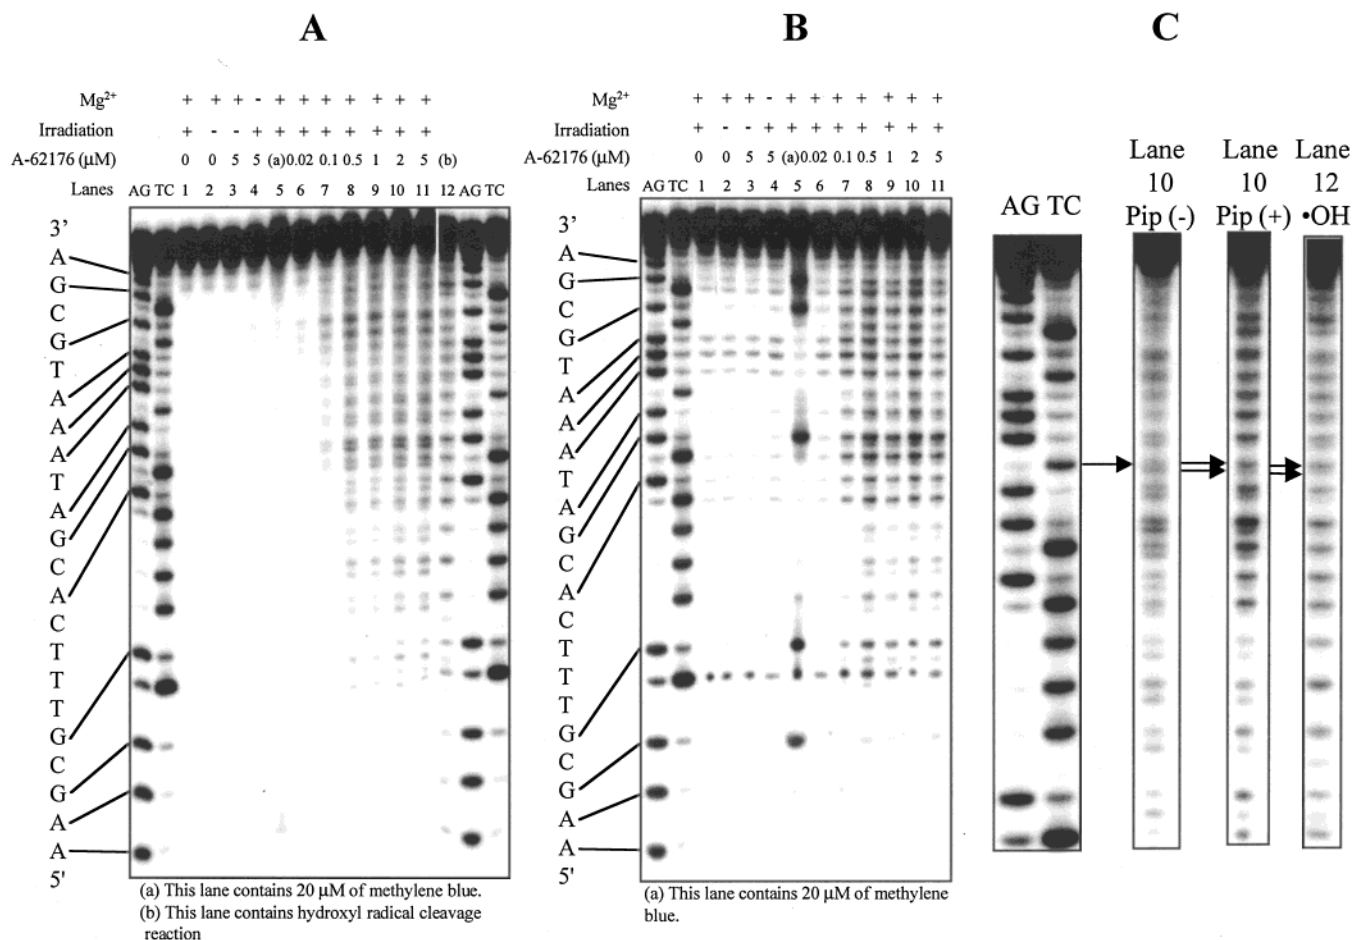 A
Mg2+ + + + - + + + + + + +
Irradiation + - - + + + + + + + +
A-62176 (µM) 0 0 5 5 (a) 0.02 0.1 0.5 1 2 5 (b)
Lanes AG TC 1 2 3 4 5 6 7 8 9 10 11 12 AG TC
3'
A
G
C
G
T
A
A
A
T
A
G
C
A
C
T
T
T
G
C
G
A
A
5'
(a) This lane contains 20 µM of methylene blue.
(b) This lane contains hydroxyl radical cleavage
reaction
B
Mg2+ + + + - + + + + + + +
Irradiation + - - + + + + + + + +
A-62176 (µM) 0 0 5 5 (a) 0.02 0.1 0.5 1 2 5
Lanes AG TC 1 2 3 4 5 6 7 8 9 10 11
3'
A
G
C
G
T
A
A
A
T
A
G
C
A
C
T
T
G
C
G
A
A
5'
(a) This lane contains 20 µM of methylene
blue.
C
AG TC
Lane
10
Pip (-)
Lane
10
Pip (+)
Lane
12
•OH